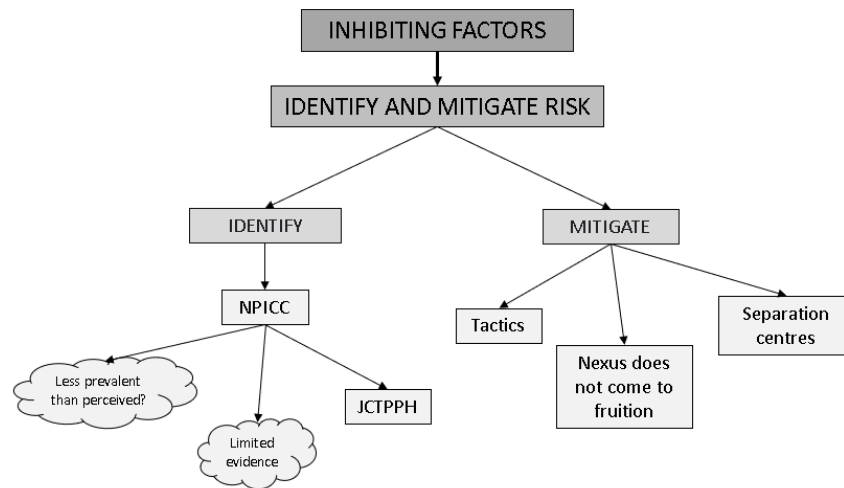 INHIBITING FACTORS
IDENTIFY AND MITIGATE RISK
IDENTIFY
MITIGATE
NPICC
Tactics
Separation
centres
Less prevalent
than perceived?
Limited
evidence
JCTPPH
Nexus does
not come to
fruition